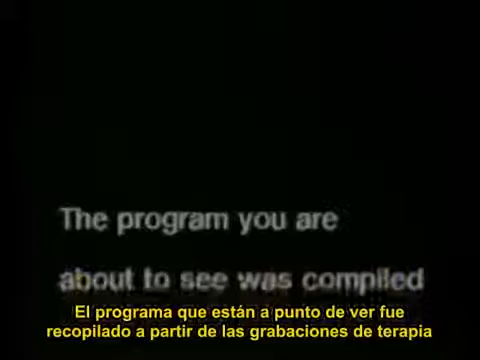 The program you are
about to see was compiled
El programa que están a punto de ver fue
recopilado a partir de las grabaciones de terapia